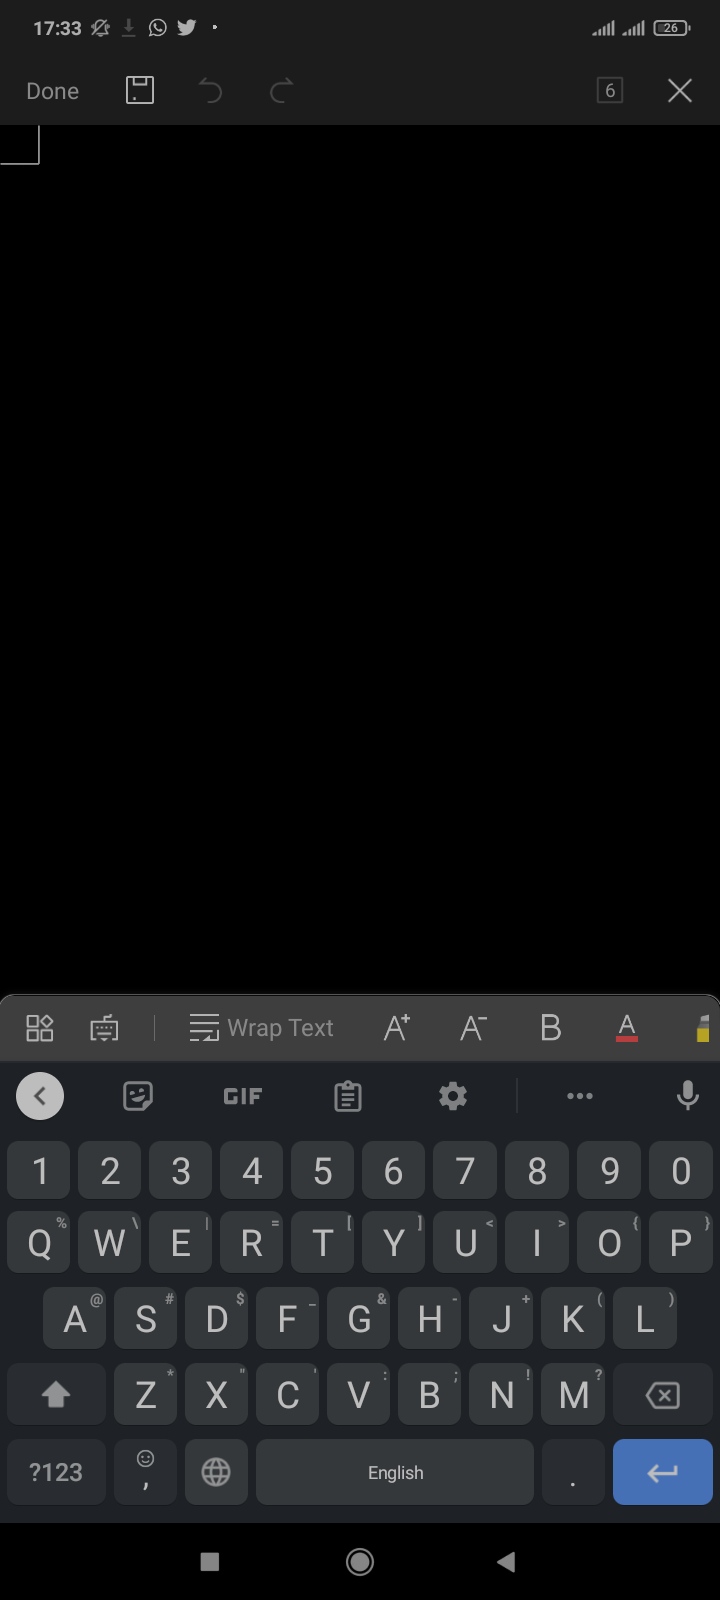 17:33 26
Done 6
Wrap Text A+ A- B A
GIF
1 2 3 4 5 6 7 8 9 0
Q% W\ E| R= T[ Y] U< I> O{ P}
A@ S# D$ F_ G& H- J+ K( L)
Z* X" C' V: B; N! M?
?123 , English .